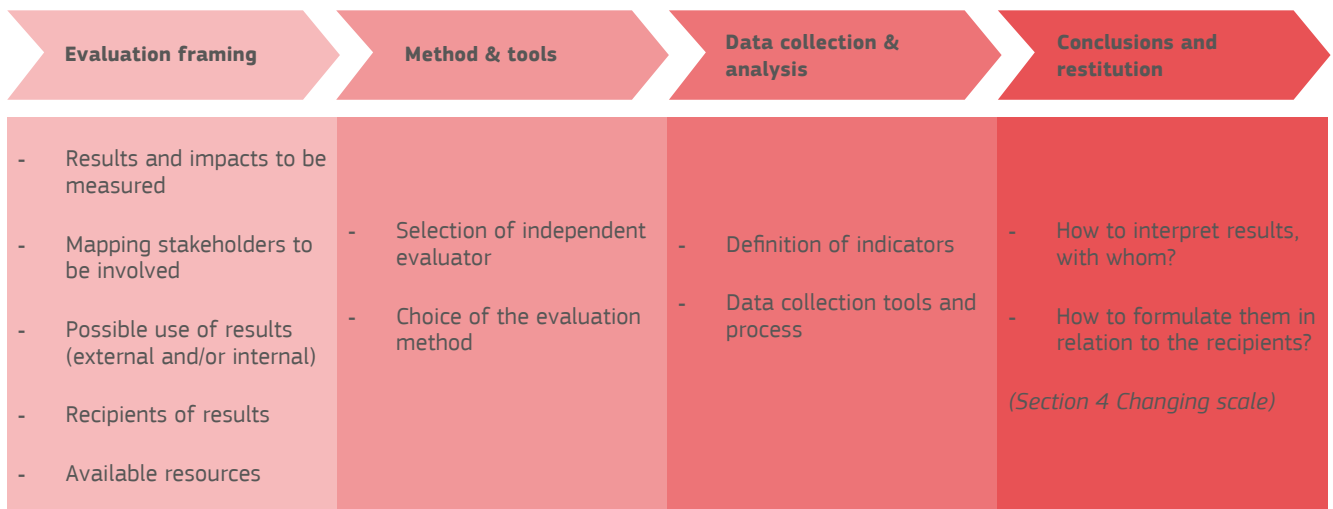 Evaluation framing
Method & tools
Data collection &
analysis
Conclusions and
restitution
- Results and impacts to be
measured
- Mapping stakeholders to
be involved
- Possible use of results
(external and/or internal)
- Recipients of results
- Available resources
- Selection of independent
evaluator
- Choice of the evaluation
method
- Definition of indicators
- Data collection tools and
process
- How to interpret results,
with whom?
- How to formulate them in
relation to the recipients?
(Section 4 Changing scale)